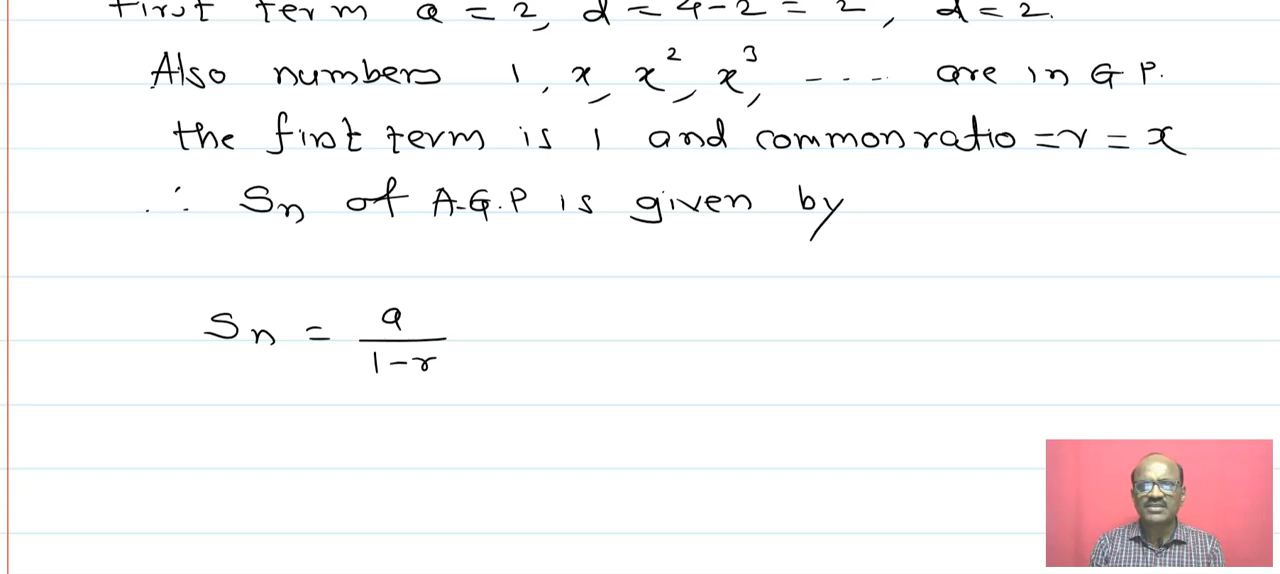 First term a = 2, d = 4-2 = 2, d = 2.
Also numbers 1, x, x², x³, ---- are in G P.
the first term is 1 and common ratio = r = x
∴ Sn of A-G.P is given by
Sn = a / 1-r